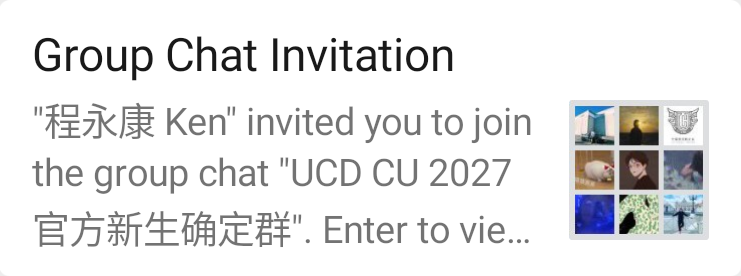 Group Chat Invitation
"程永康 Ken" invited you to join
the group chat "UCD CU 2027
官方新生确定群". Enter to vie...